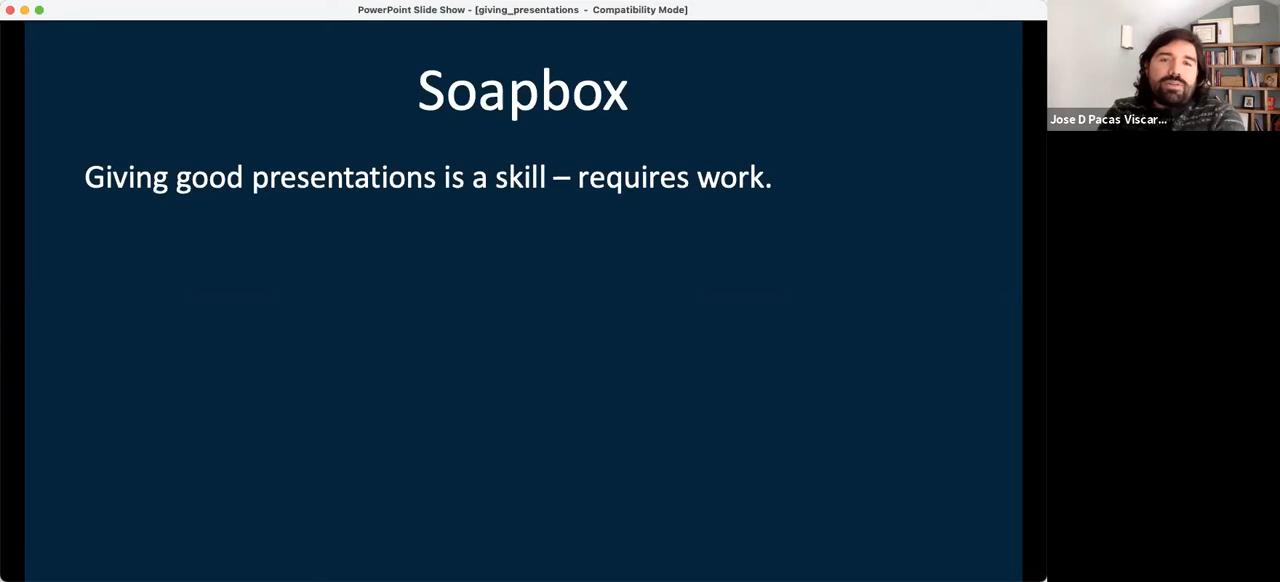 PowerPoint Slide Show - [giving_presentations - Compatibility Mode]
Soapbox
Giving good presentations is a skill – requires work.
Jose D Pacas Viscar...